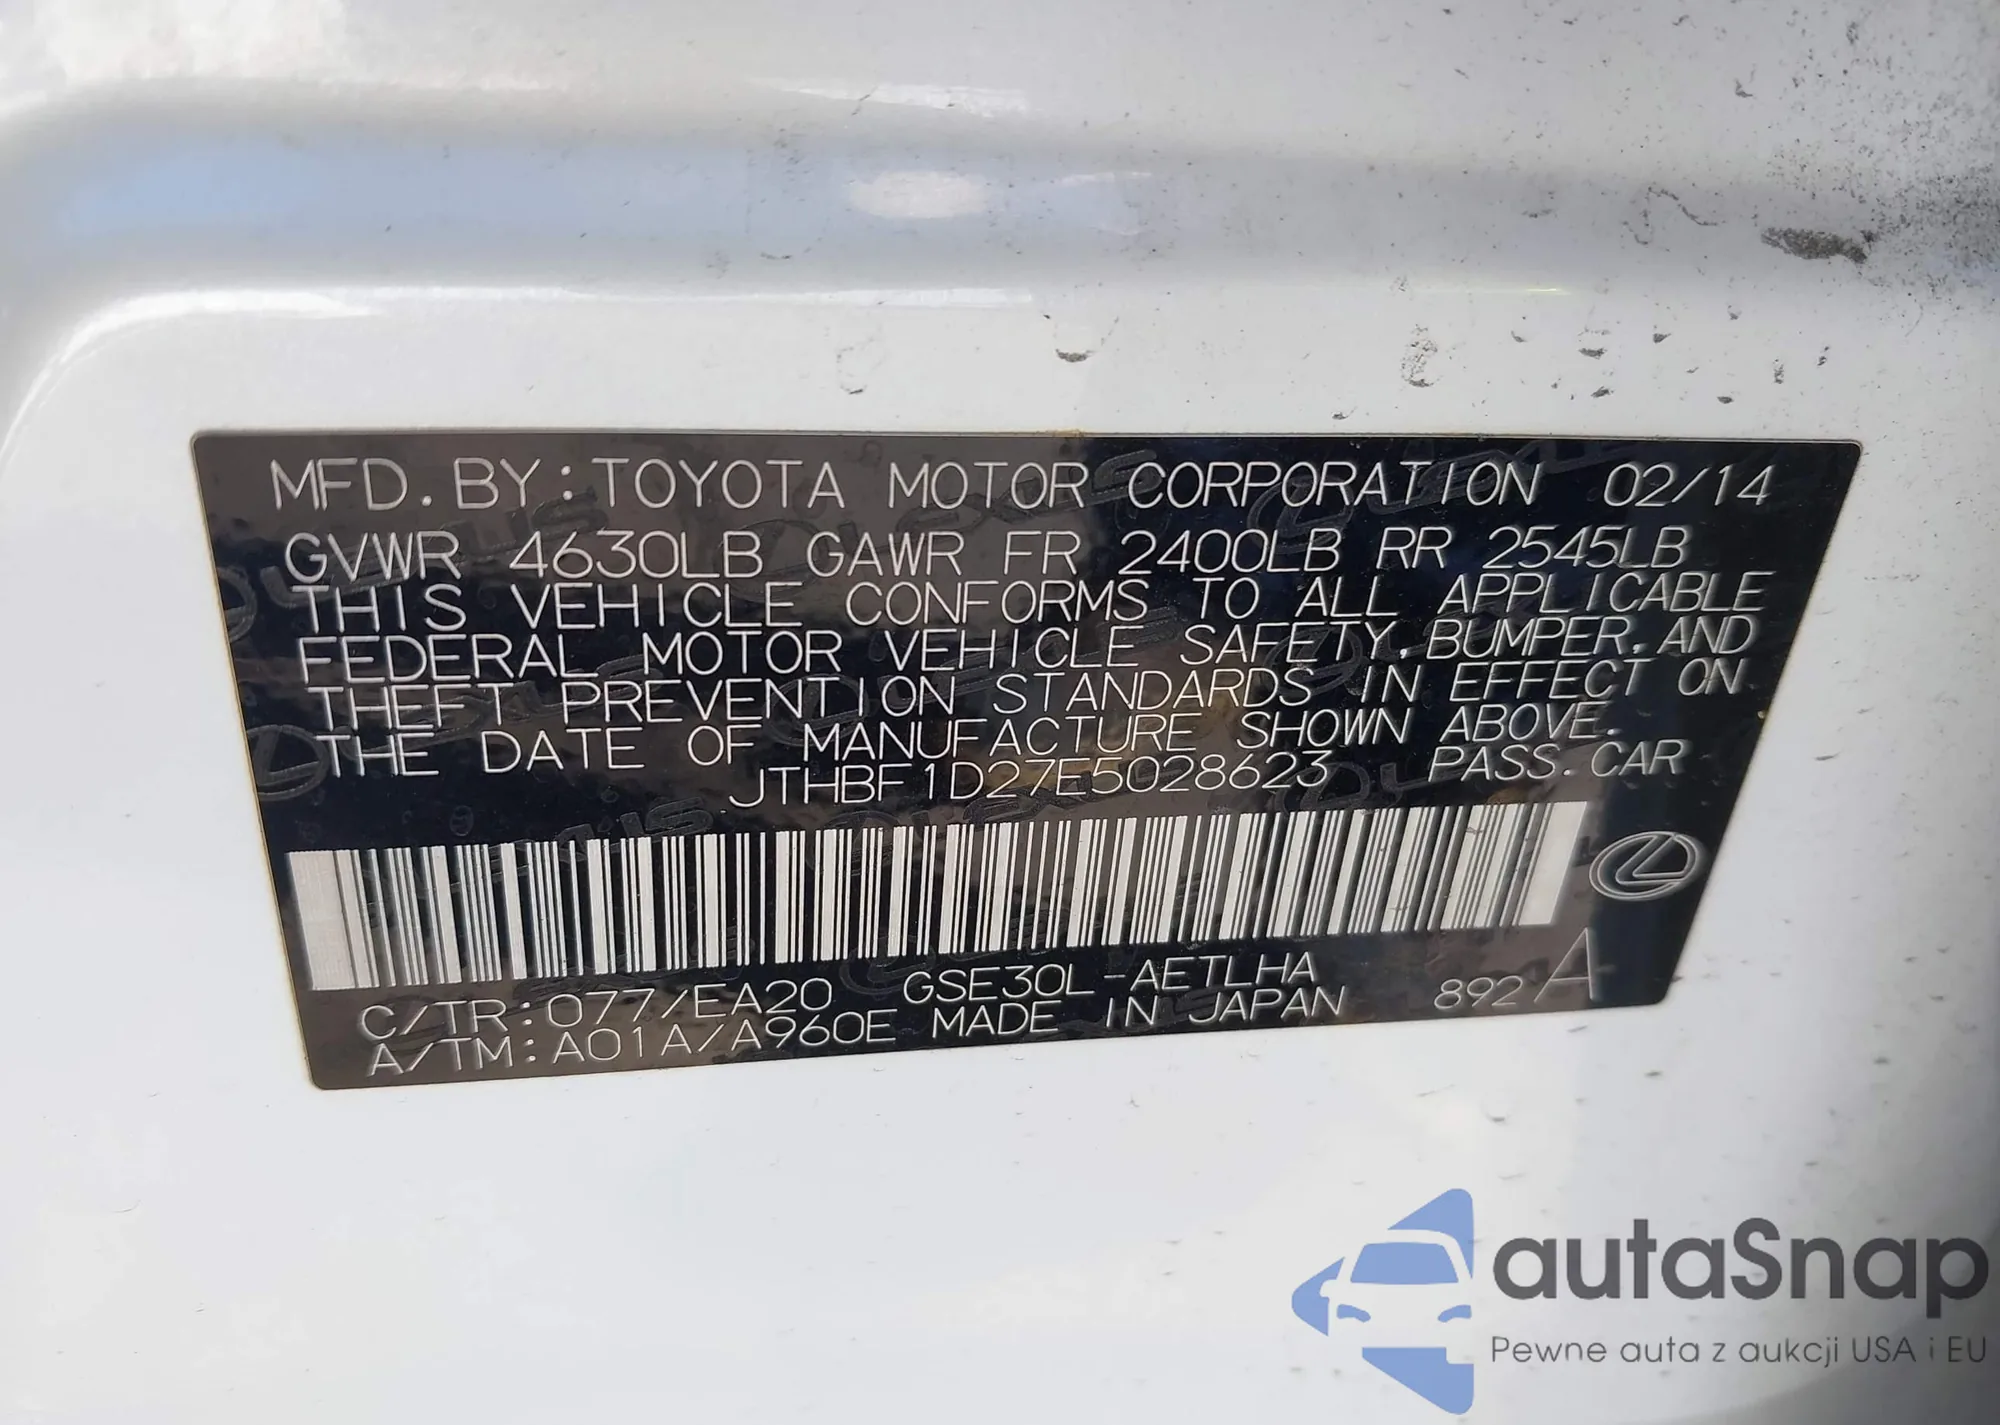 MFD. BY: TOYOTA MOTOR CORPORATION 02/14
GVWR 4630LB GAWR FR 2400LB RR 2545LB
THIS VEHICLE CONFORMS TO ALL APPLICABLE
FEDERAL MOTOR VEHICLE SAFETY, BUMPER, AND
THEFT PREVENTION STANDARDS IN EFFECT ON
THE DATE OF MANUFACTURE SHOWN ABOVE.
JTHBF1D27E5028623 PASS. CAR
C/TR: 077/EA20 GSE30L-AETLHA 892 A
A/TM: A01A/A960E MADE IN JAPAN
autaSnap
Pewne auta z aukcji USA i EU